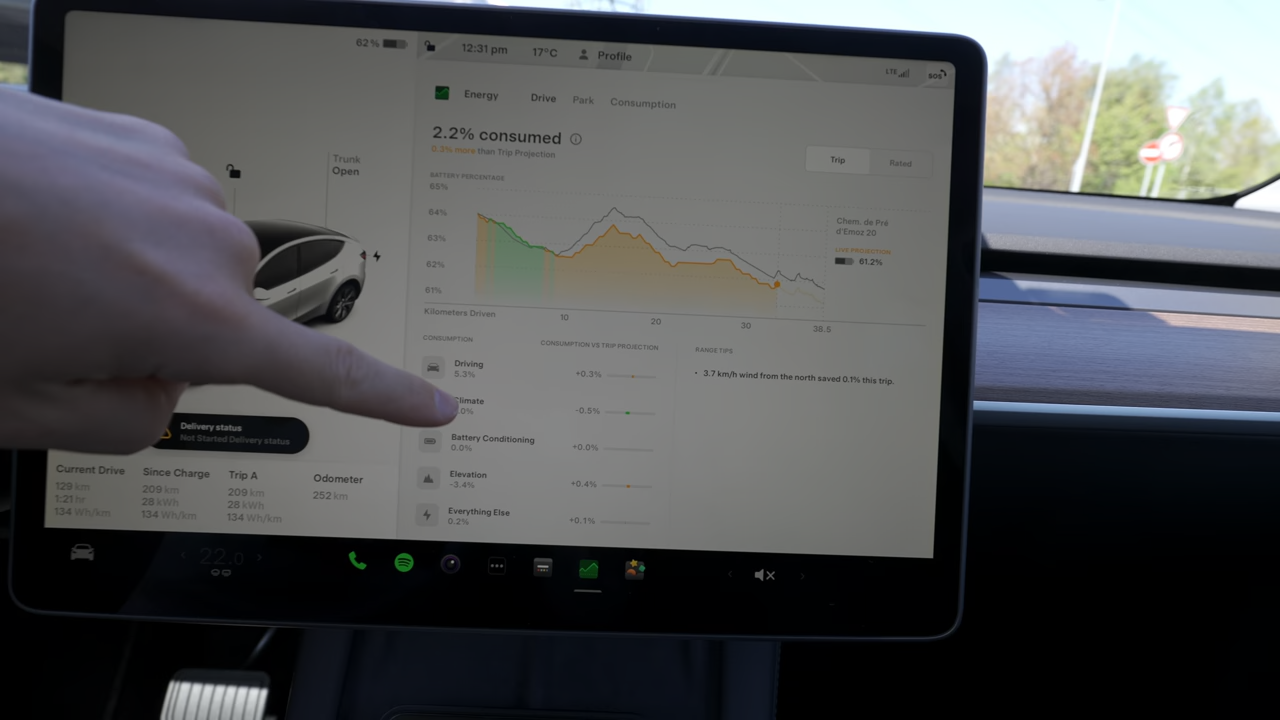 62 %
12:31 pm 17°C Profile
LTE SOS
Energy Drive Park Consumption
2.2% consumed
0.3% more than Trip Projection
Trip Rated
Trunk
Open
BATTERY PERCENTAGE
65%
64%
63%
62%
61%
Chem. de Pré
d'Emoz 20
LIVE PROJECTION
61.2%
Kilometers Driven 10 20 30 38.5
CONSUMPTION CONSUMPTION VS TRIP PROJECTION RANGE TIPS
Driving
5.3% +0.3%
• 3.7 km/h wind from the north saved 0.1% this trip.
Climate
.0% -0.5%
Battery Conditioning
0.0% +0.0%
Elevation
-3.4% +0.4%
Everything Else
0.2% +0.1%
Delivery status
Not Started Delivery status
Current Drive Since Charge Trip A Odometer
129 km 209 km 209 km 252 km
1:21 hr 28 kWh 28 kWh
134 Wh/km 134 Wh/km 134 Wh/km
22.0